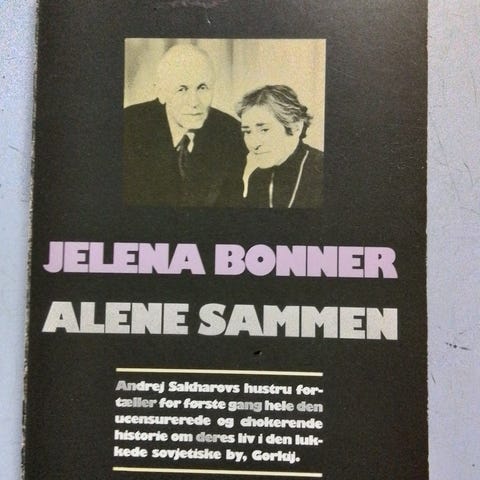 JELENA BONNER
ALENE SAMMEN
Andrej Sakharovs hustru for-
tæller for første gang hele den
ucensurerede og chokerende
historie om deres liv i den luk-
kede sovjetiske by, Gorkij.